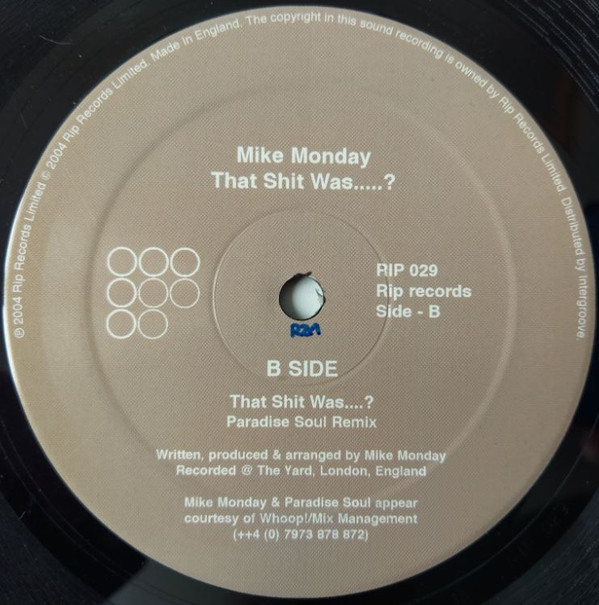 ℗ 2004 Rip Records Limited © 2004 Rip Records Limited. Made In England. The copyright in this sound recording is owned by Rip Records Limited. Distributed by Intergroove.
Mike Monday
That Shit Was.....?
RIP 029
Rip records
Side - B
B SIDE
That Shit Was....?
Paradise Soul Remix
Written, produced & arranged by Mike Monday
Recorded @ The Yard, London, England
Mike Monday & Paradise Soul appear
courtesy of Whoop!/Mix Management
(++4 (0) 7973 878 872)